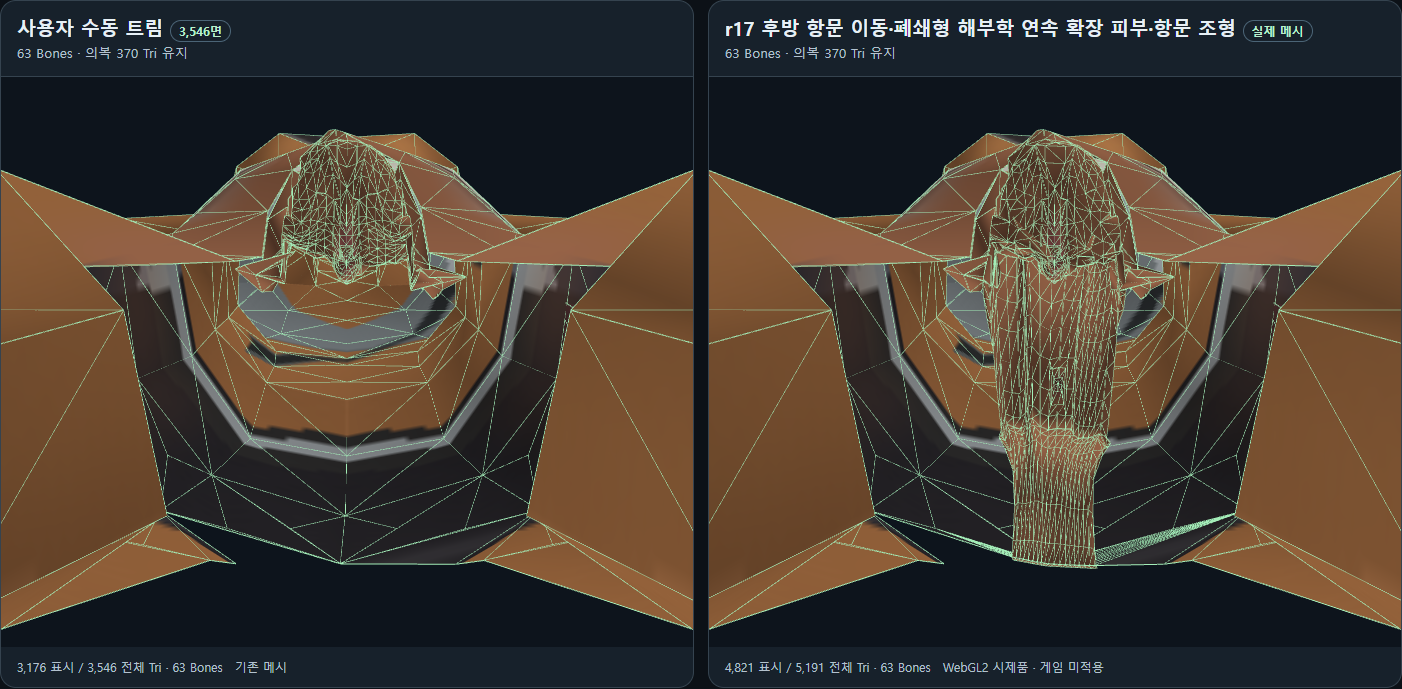 사용자 수동 트림 3,546면
63 Bones · 의복 370 Tri 유지
3,176 표시 / 3,546 전체 Tri · 63 Bones 기존 메시
r17 후방 항문 이동·폐쇄형 해부학 연속 확장 피부·항문 조형 실제 메시
63 Bones · 의복 370 Tri 유지
4,821 표시 / 5,191 전체 Tri · 63 Bones WebGL2 시제품 · 게임 미적용